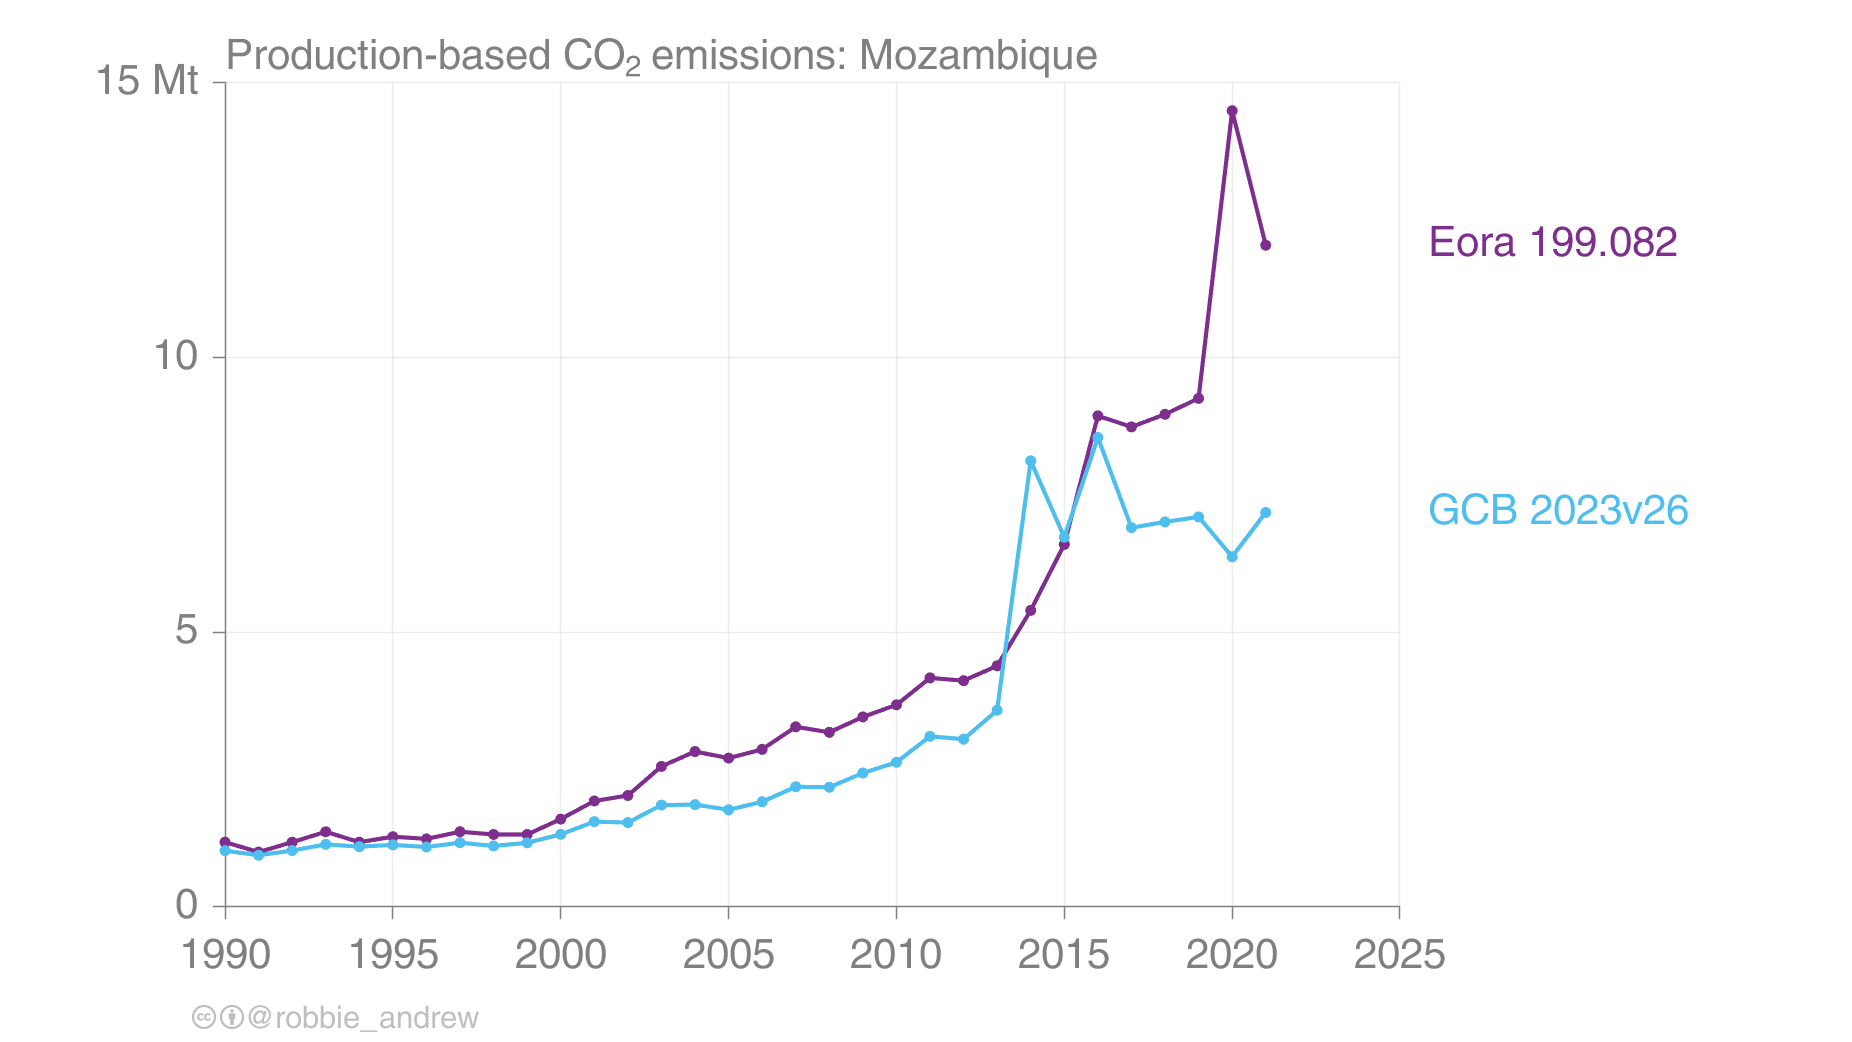 Production-based CO₂ emissions: Mozambique
15 Mt
10
5
0
1990 1995 2000 2005 2010 2015 2020 2025
Eora 199.082
GCB 2023v26
cc @robbie_andrew